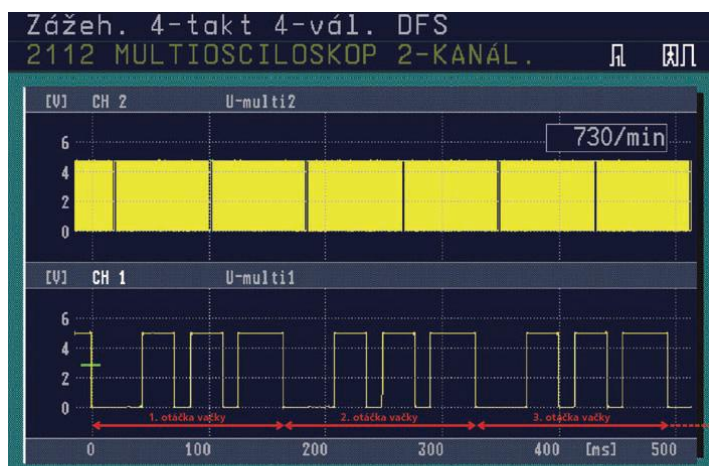 Zážeh. 4-takt 4-vál. DFS
2112 MULTIOSCILOSKOP 2-KANÁL.
[V] CH 2 U-multi2
730/min
6
4
2
0
[V] CH 1 U-multi1
6
4
2
0
1. otáčka vačky 2. otáčka vačky 3. otáčka vačky
0 100 200 300 400 [ms] 500